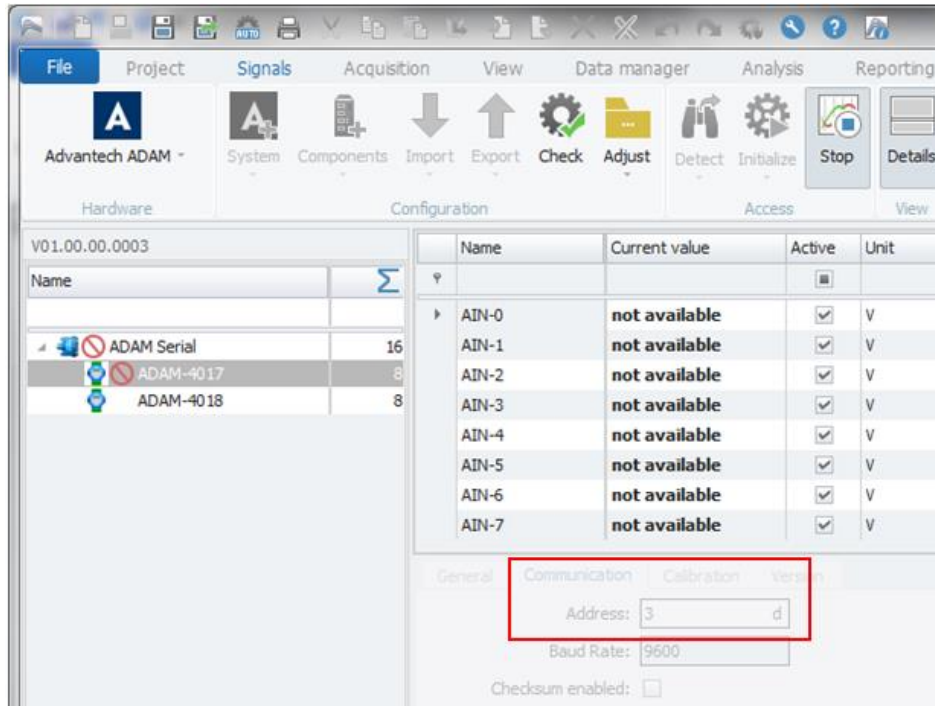 AUTO
File Project Signals Acquisition View Data manager Analysis Reporting
Advantech ADAM System Components Import Export Check Adjust Detect Initialize Stop Details
Hardware Configuration Access View
V01.00.00.0003
Name Σ
ADAM Serial 16
ADAM-4017 8
ADAM-4018 8
Name Current value Active Unit
AIN-0 not available V
AIN-1 not available V
AIN-2 not available V
AIN-3 not available V
AIN-4 not available V
AIN-5 not available V
AIN-6 not available V
AIN-7 not available V
General Communication Calibration Version
Address: 3 d
Baud Rate: 9600
Checksum enabled: